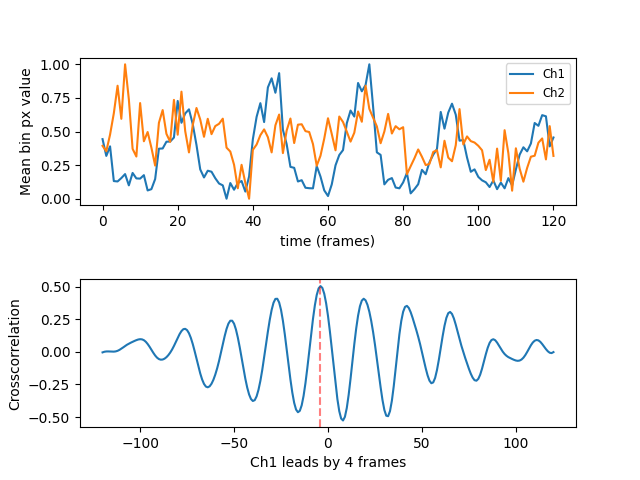 1.00
0.75
0.50
0.25
0.00
Mean bin px value
Ch1
Ch2
0 20 40 60 80 100 120
time (frames)
0.50
0.25
0.00
−0.25
−0.50
Crosscorrelation
−100 −50 0 50 100
Ch1 leads by 4 frames